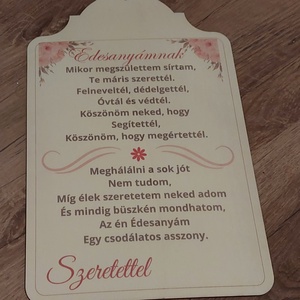 Édesanyámnak
Mikor megszülettem sírtam,
Te máris szerettél.
Felneveltél, dédelgettél,
Óvtál és védtél.
Köszönöm neked, hogy
Segítettél,
Köszönöm, hogy megértettél.
Meghálálni a sok jót
Nem tudom,
Míg élek szeretetem neked adom
És mindig büszkén mondhatom,
Az én Édesanyám
Egy csodálatos asszony.
Szeretettel